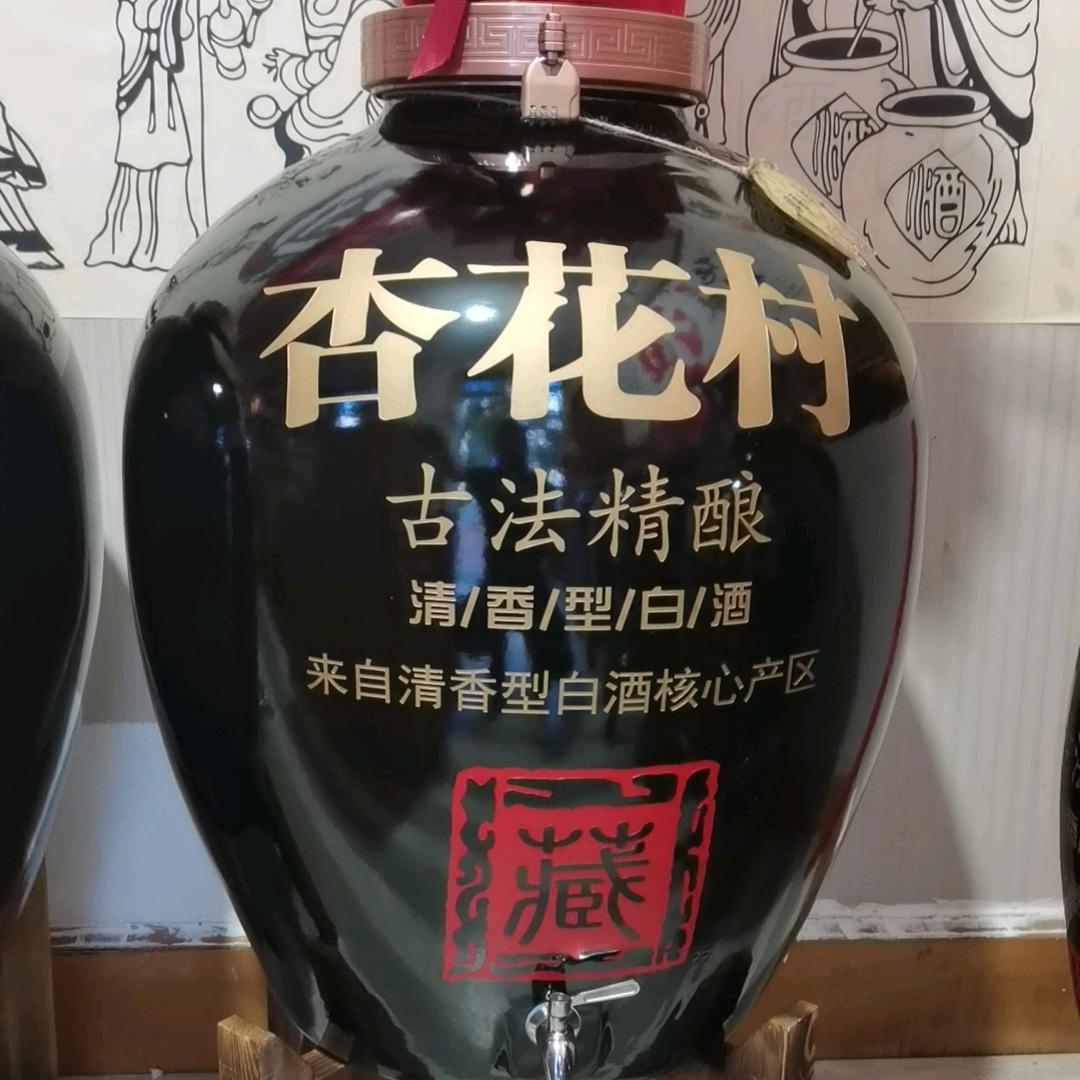 杏花村
古法精酿
清/香/型/白/酒
来自清香型白酒核心产区
藏
酒